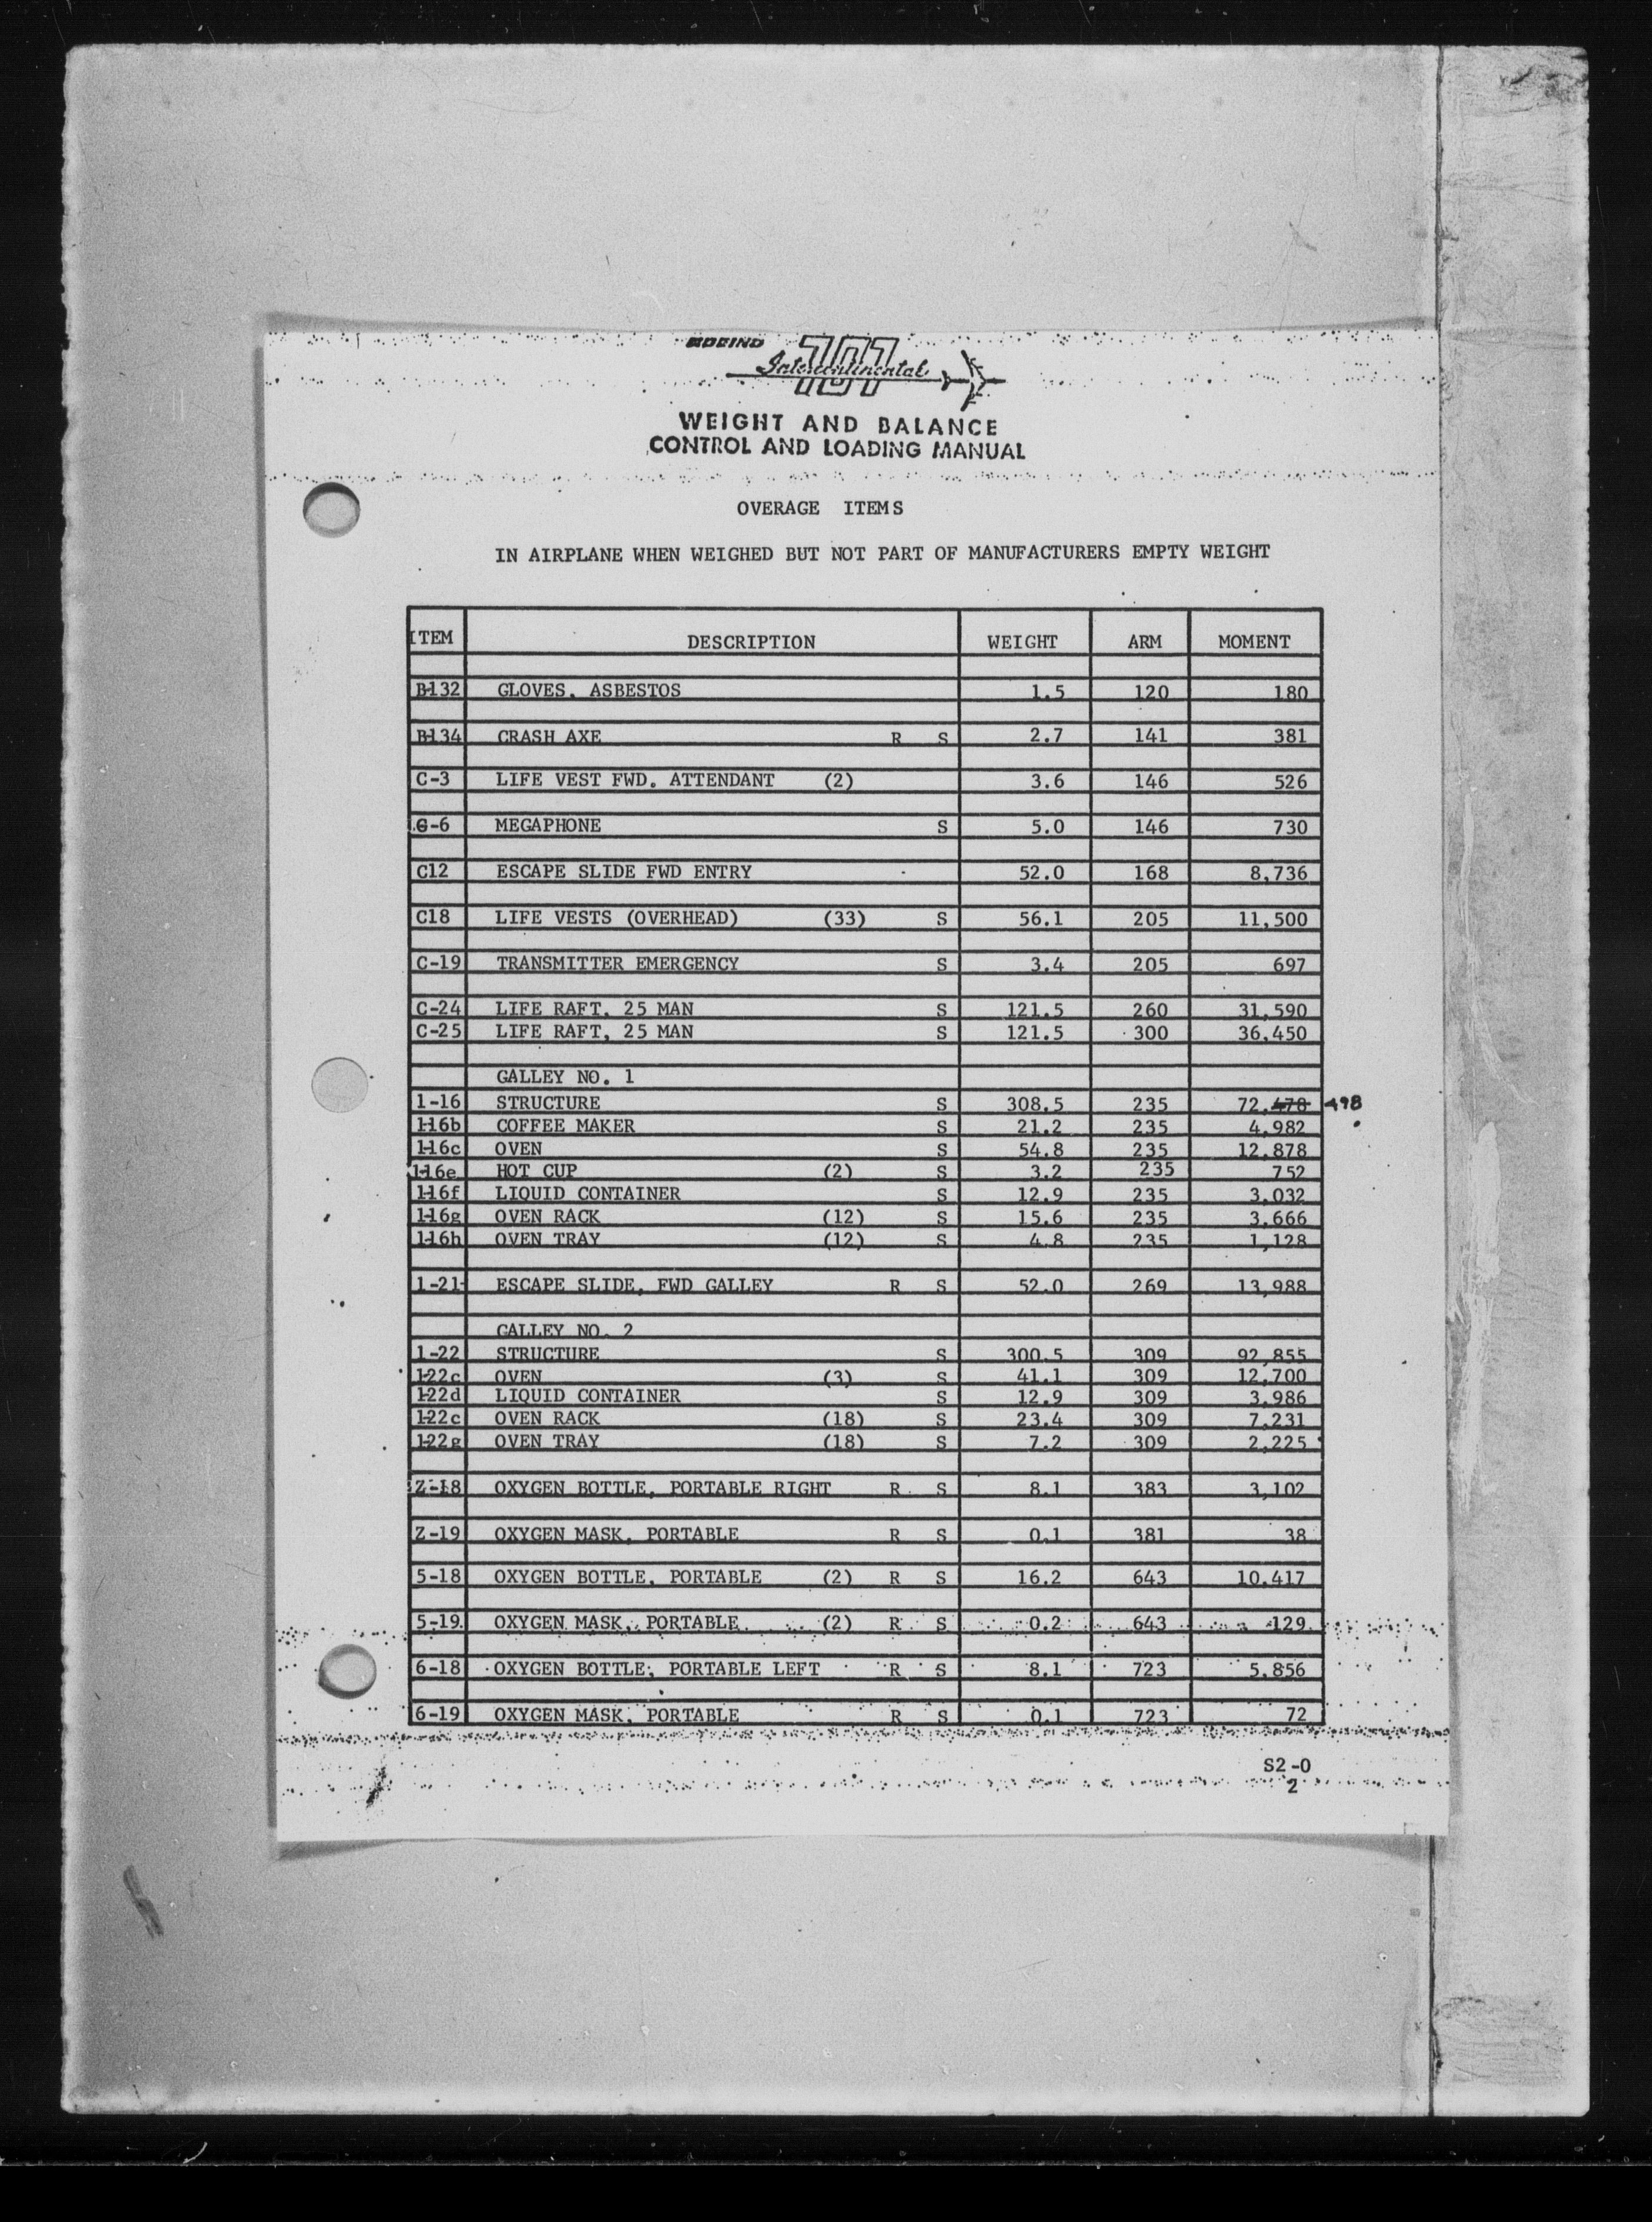 BOEING 707
Intercontinental
WEIGHT AND BALANCE
CONTROL AND LOADING MANUAL
OVERAGE ITEMS
IN AIRPLANE WHEN WEIGHED BUT NOT PART OF MANUFACTURERS EMPTY WEIGHT
ITEM DESCRIPTION WEIGHT ARM MOMENT
B-132 GLOVES, ASBESTOS 1.5 120 180
B-134 CRASH AXE R S 2.7 141 381
C-3 LIFE VEST FWD. ATTENDANT (2) 3.6 146 526
C-6 MEGAPHONE S 5.0 146 730
C12 ESCAPE SLIDE FWD ENTRY 52.0 168 8,736
C18 LIFE VESTS (OVERHEAD) (33) S 56.1 205 11,500
C-19 TRANSMITTER EMERGENCY S 3.4 205 697
C-24 LIFE RAFT, 25 MAN S 121.5 260 31,590
C-25 LIFE RAFT, 25 MAN S 121.5 300 36,450
GALLEY NO. 1
1-16 STRUCTURE S 308.5 235 72,478 498
1-16b COFFEE MAKER S 21.2 235 4,982
1-16c OVEN S 54.8 235 12,878
1-16e HOT CUP (2) S 3.2 235 752
1-16f LIQUID CONTAINER S 12.9 235 3,032
1-16g OVEN RACK (12) S 15.6 235 3,666
1-16h OVEN TRAY (12) S 4.8 235 1,128
1-21 ESCAPE SLIDE, FWD GALLEY R S 52.0 269 13,988
GALLEY NO. 2
1-22 STRUCTURE S 300.5 309 92,855
1-22c OVEN (3) S 41.1 309 12,700
1-22d LIQUID CONTAINER S 12.9 309 3,986
1-22c OVEN RACK (18) S 23.4 309 7,231
1-22g OVEN TRAY (18) S 7.2 309 2,225
Z-18 OXYGEN BOTTLE, PORTABLE RIGHT R S 8.1 383 3,102
Z-19 OXYGEN MASK, PORTABLE R S 0.1 381 38
5-18 OXYGEN BOTTLE, PORTABLE (2) R S 16.2 643 10,417
5-19 OXYGEN MASK, PORTABLE (2) R S 0.2 643 129
6-18 OXYGEN BOTTLE, PORTABLE LEFT R S 8.1 723 5,856
6-19 OXYGEN MASK, PORTABLE R S 0.1 723 72
S2-0
2